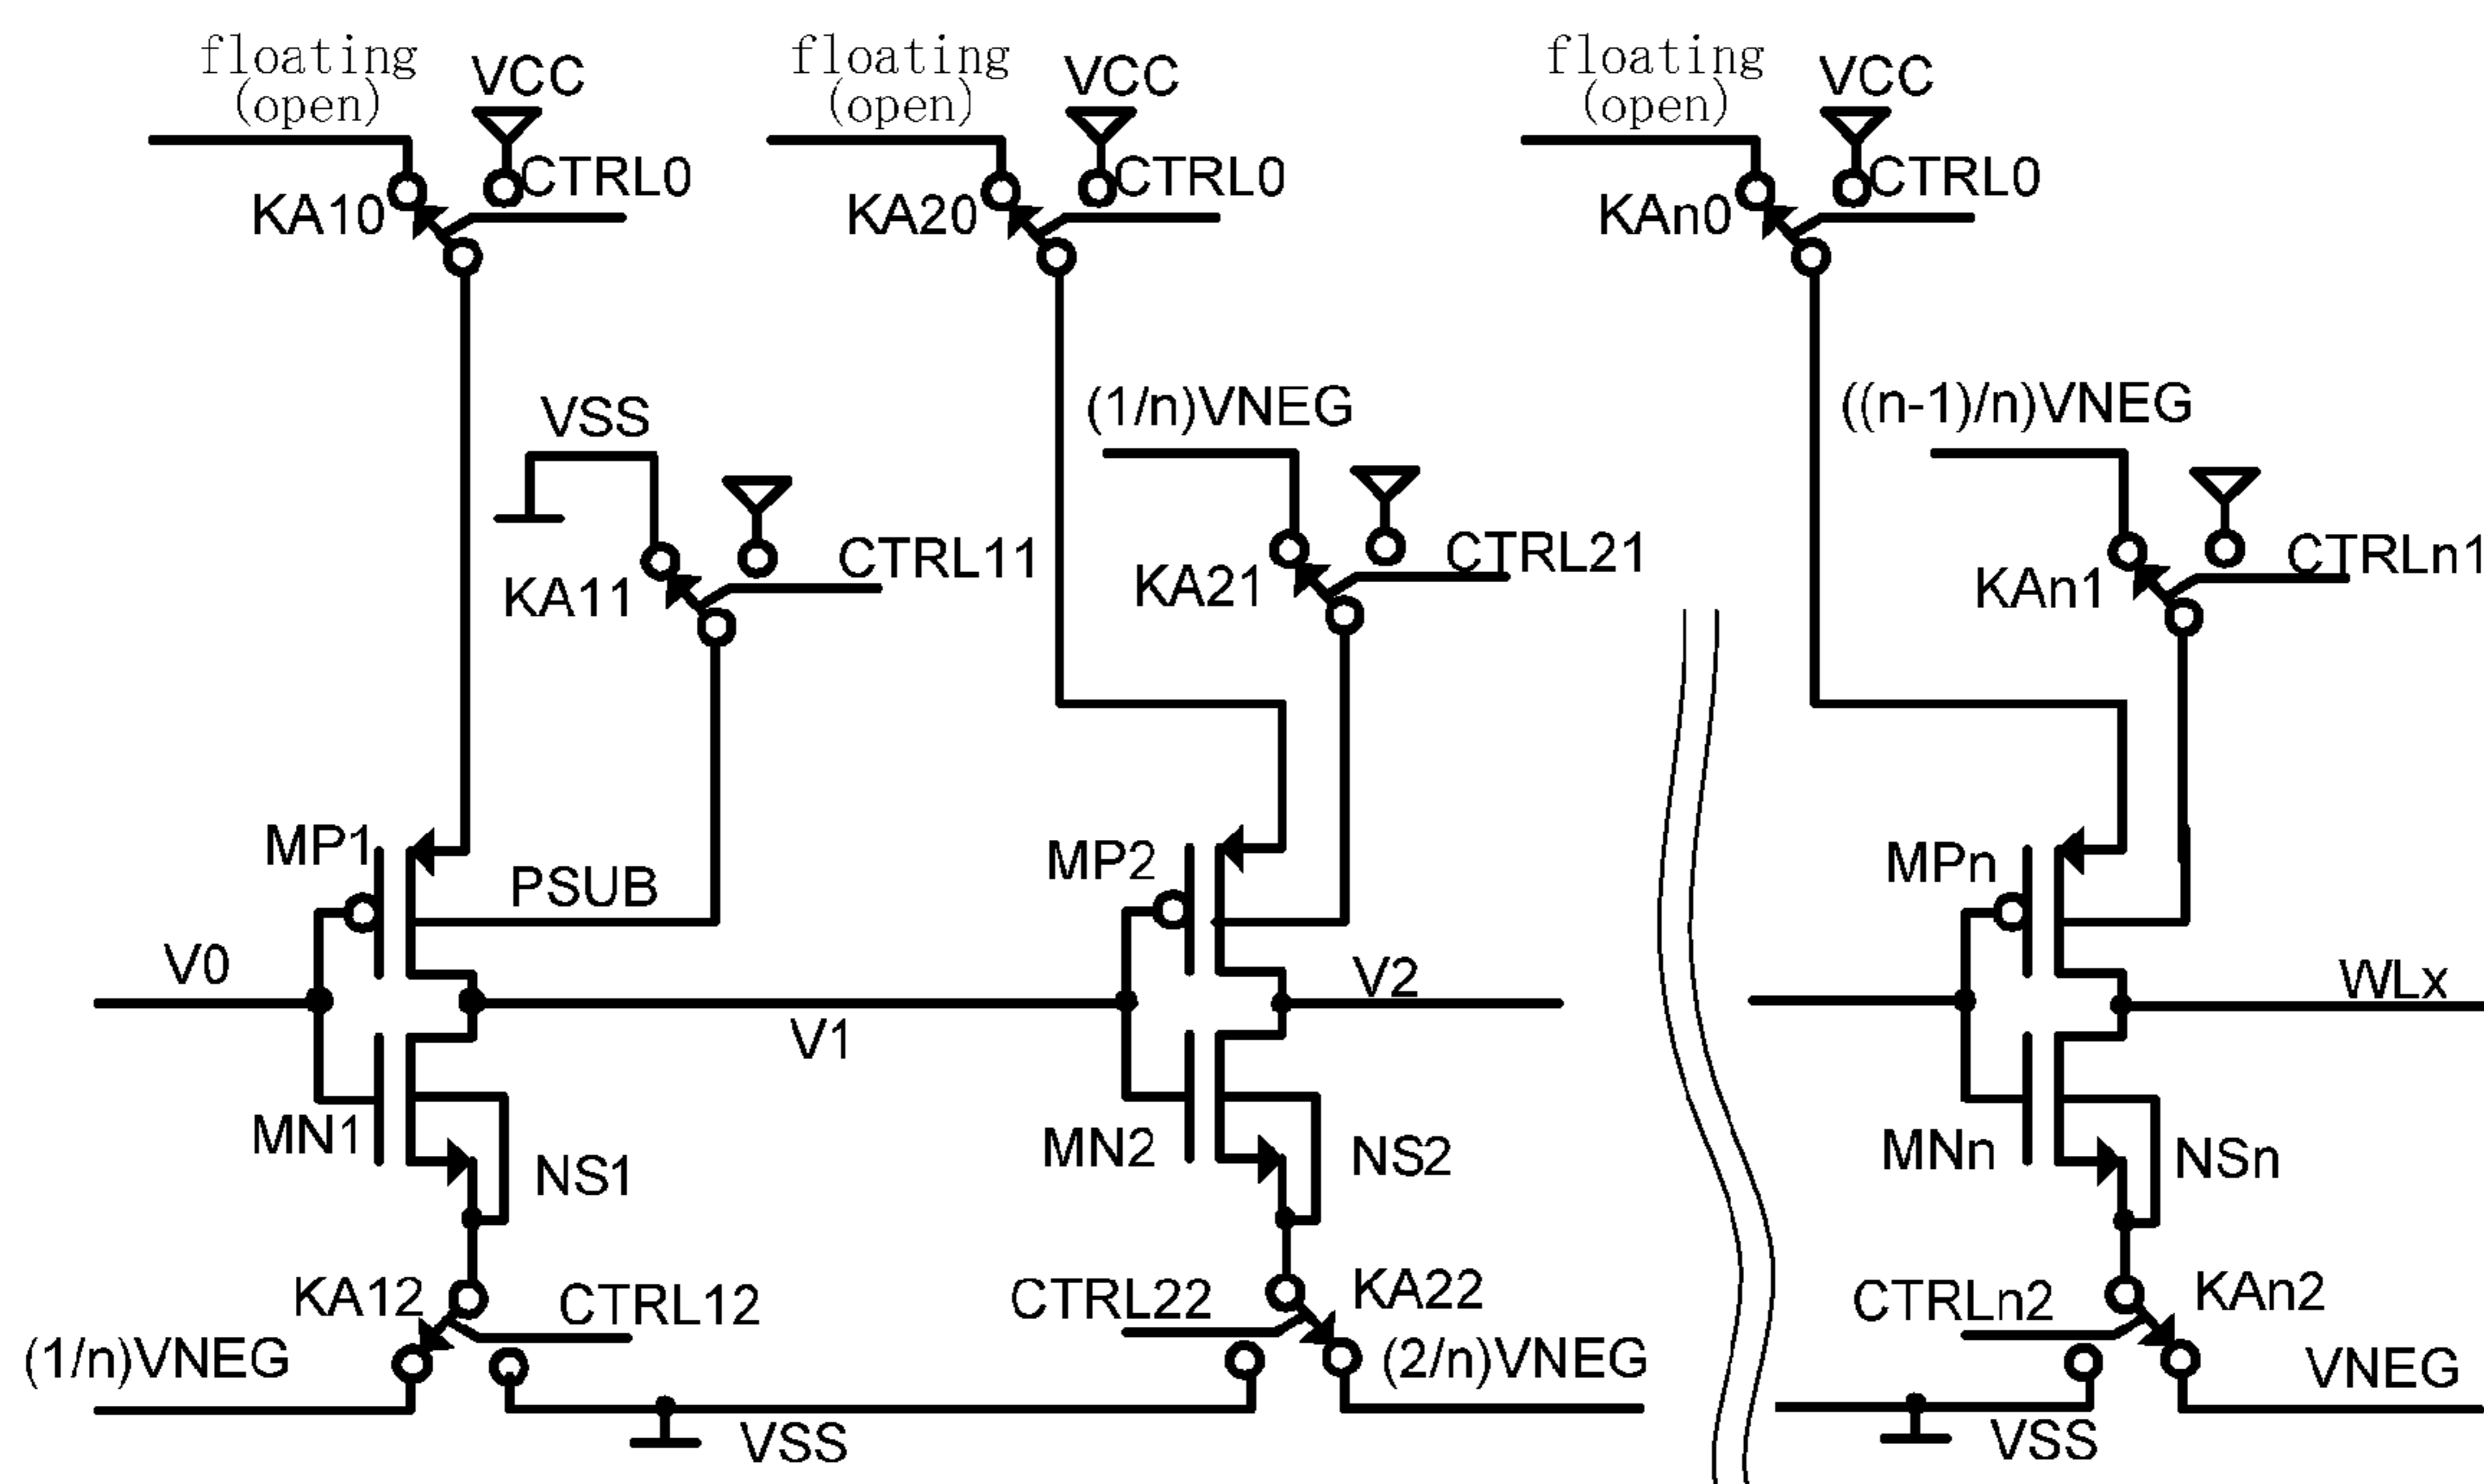 floating
(open)
VCC
floating
(open)
VCC
floating
(open)
VCC
KA10
CTRL0
KA20
CTRL0
KAn0
CTRL0
VSS
(1/n)VNEG
((n-1)/n)VNEG
KA11
CTRL11
KA21
CTRL21
KAn1
CTRLn1
MP1
PSUB
MP2
MPn
V0
V1
V2
WLx
MN1
NS1
MN2
NS2
MNn
NSn
KA12
CTRL12
CTRL22
KA22
CTRLn2
KAn2
(1/n)VNEG
VSS
(2/n)VNEG
VSS
VNEG